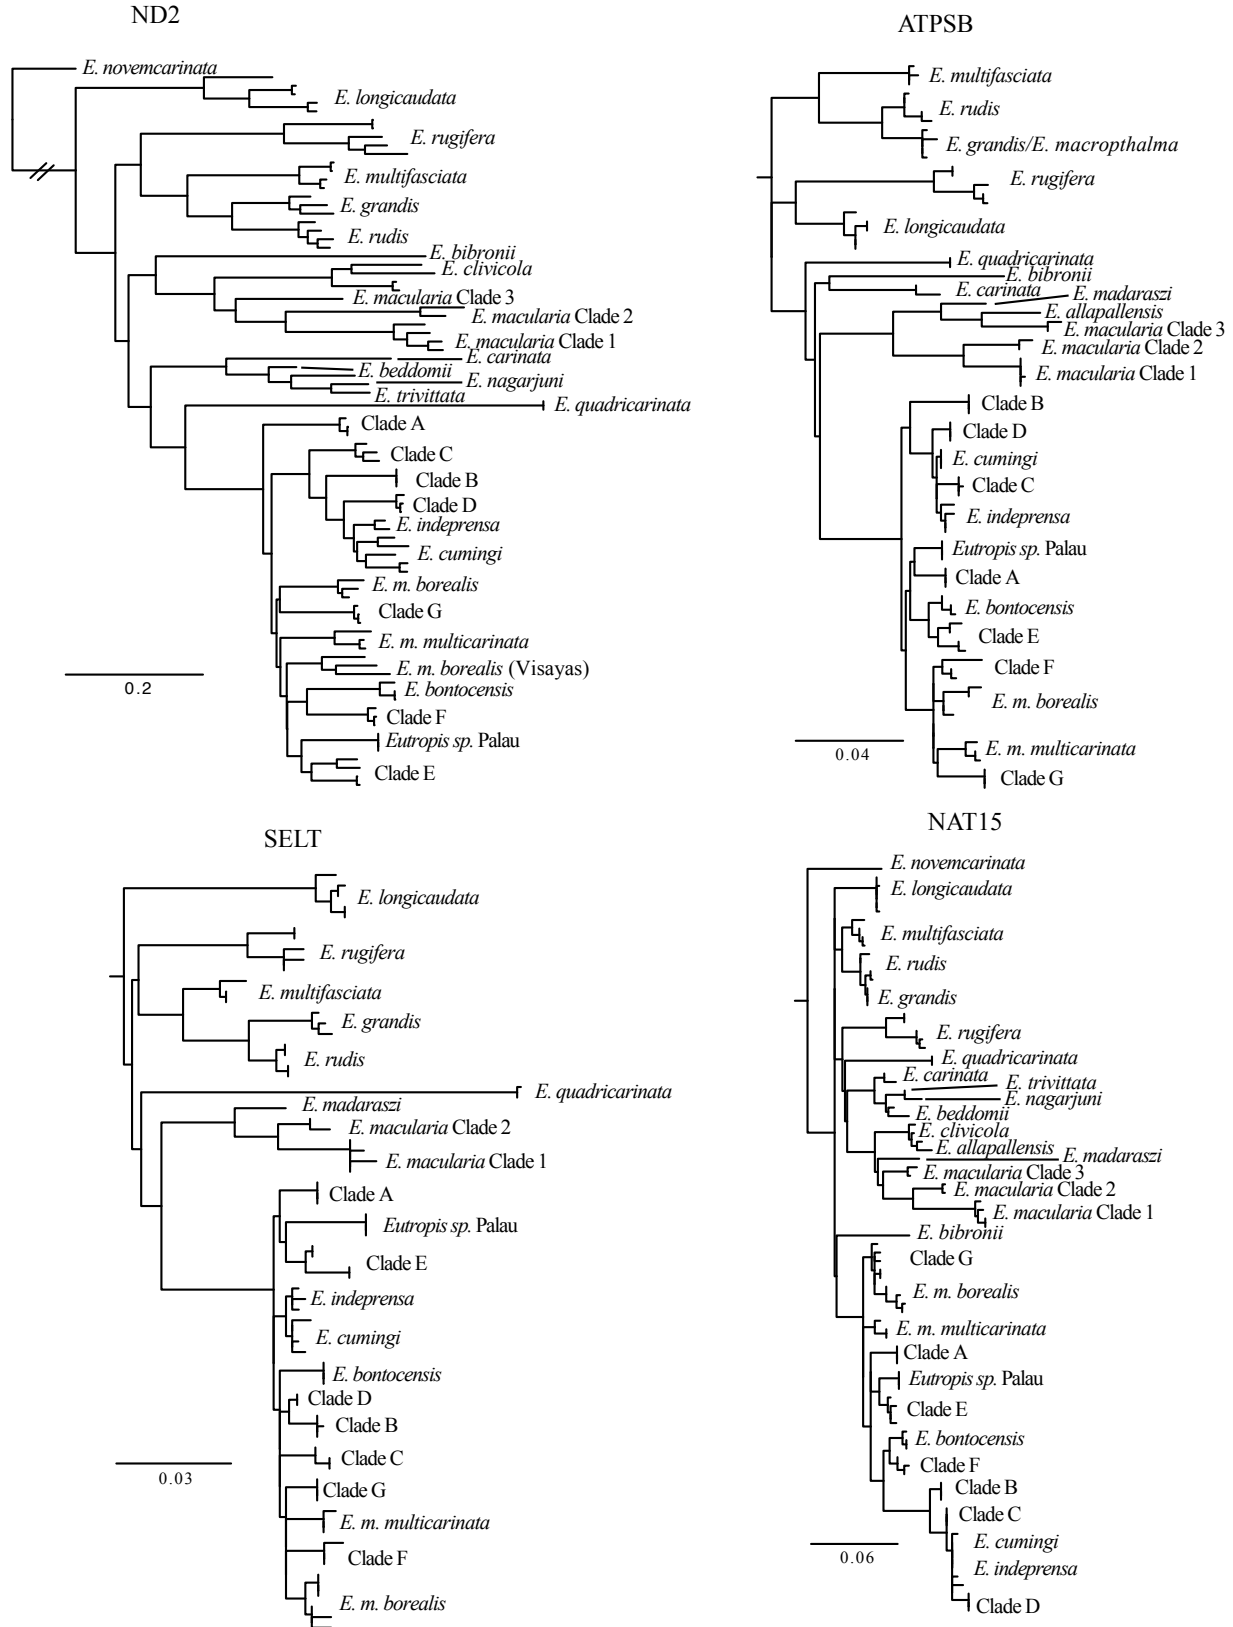 ND2
E. novemcarinata
E. longicaudata
E. rugifera
E. multifasciata
E. grandis
E. rudis
E. bibronii
E. clivicola
E. macularia Clade 3
E. macularia Clade 2
E. macularia Clade 1
E. carinata
E. beddomii
E. nagarjuni
E. trivittata
E. quadricarinata
Clade A
Clade C
Clade B
Clade D
E. indeprensa
E. cumingi
E. m. borealis
Clade G
E. m. multicarinata
E. m. borealis (Visayas)
E. bontocensis
Clade F
Eutropis sp. Palau
Clade E
0.2
ATPSB
E. multifasciata
E. rudis
E. grandis/E. macropthalma
E. rugifera
E. longicaudata
E. quadricarinata
E. bibronii
E. carinata
E. madaraszi
E. allapallensis
E. macularia Clade 3
E. macularia Clade 2
E. macularia Clade 1
Clade B
Clade D
E. cumingi
Clade C
E. indeprensa
Eutropis sp. Palau
Clade A
E. bontocensis
Clade E
Clade F
E. m. borealis
E. m. multicarinata
Clade G
0.04
SELT
E. longicaudata
E. rugifera
E. multifasciata
E. grandis
E. rudis
E. quadricarinata
E. madaraszi
E. macularia Clade 2
E. macularia Clade 1
Clade A
Eutropis sp. Palau
Clade E
E. indeprensa
E. cumingi
E. bontocensis
Clade D
Clade B
Clade C
Clade G
E. m. multicarinata
Clade F
E. m. borealis
0.03
NAT15
E. novemcarinata
E. longicaudata
E. multifasciata
E. rudis
E. grandis
E. rugifera
E. quadricarinata
E. carinata
E. trivittata
E. nagarjuni
E. beddomii
E. clivicola
E. allapallensis
E. madaraszi
E. macularia Clade 3
E. macularia Clade 2
E. macularia Clade 1
E. bibronii
Clade G
E. m. borealis
E. m. multicarinata
Clade A
Eutropis sp. Palau
Clade E
E. bontocensis
Clade F
Clade B
Clade C
E. cumingi
E. indeprensa
Clade D
0.06